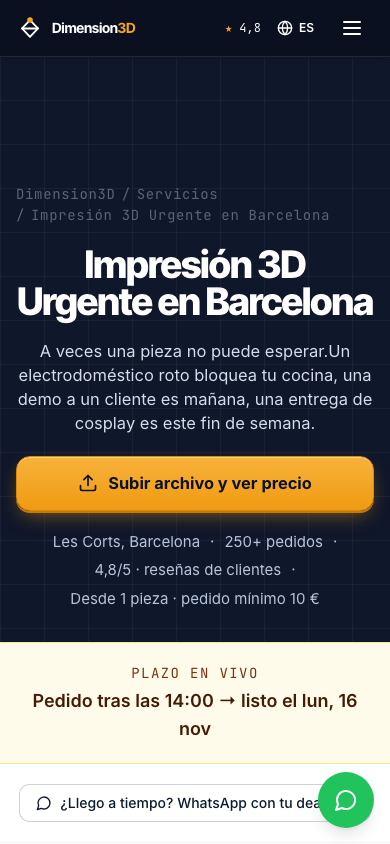 Dimension3D
★ 4,8
ES
Dimension3D / Servicios
/ Impresión 3D Urgente en Barcelona
Impresión 3D
Urgente en Barcelona
A veces una pieza no puede esperar.Un
electrodoméstico roto bloquea tu cocina, una
demo a un cliente es mañana, una entrega de
cosplay es este fin de semana.
Subir archivo y ver precio
Les Corts, Barcelona · 250+ pedidos ·
4,8/5 · reseñas de clientes ·
Desde 1 pieza · pedido mínimo 10 €
PLAZO EN VIVO
Pedido tras las 14:00 → listo el lun, 16
nov
¿Llego a tiempo? WhatsApp con tu